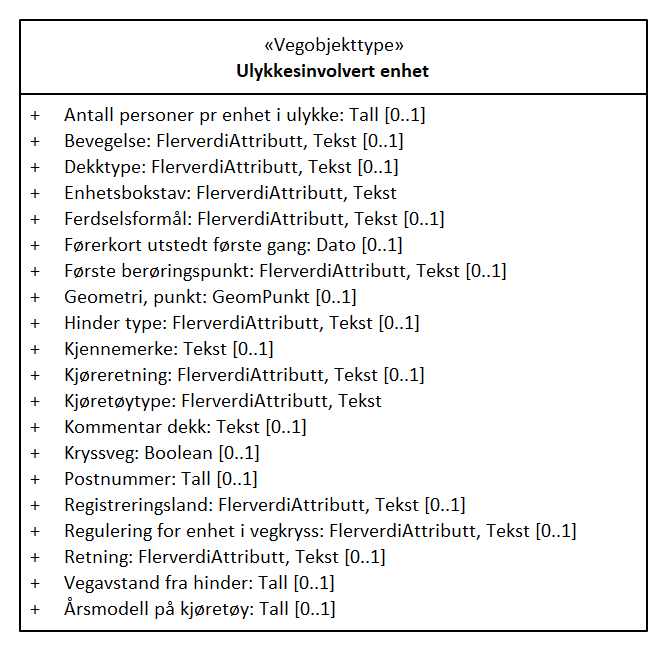 «Vegobjekttype»
Ulykkesinvolvert enhet
+ Antall personer pr enhet i ulykke: Tall [0..1]
+ Bevegelse: FlerverdiAttributt, Tekst [0..1]
+ Dekktype: FlerverdiAttributt, Tekst [0..1]
+ Enhetsbokstav: FlerverdiAttributt, Tekst
+ Ferdselsformål: FlerverdiAttributt, Tekst [0..1]
+ Førerkort utstedt første gang: Dato [0..1]
+ Første berøringspunkt: FlerverdiAttributt, Tekst [0..1]
+ Geometri, punkt: GeomPunkt [0..1]
+ Hinder type: FlerverdiAttributt, Tekst [0..1]
+ Kjennemerke: Tekst [0..1]
+ Kjøreretning: FlerverdiAttributt, Tekst [0..1]
+ Kjøretøytype: FlerverdiAttributt, Tekst
+ Kommentar dekk: Tekst [0..1]
+ Kryssveg: Boolean [0..1]
+ Postnummer: Tall [0..1]
+ Registreringsland: FlerverdiAttributt, Tekst [0..1]
+ Regulering for enhet i vegkryss: FlerverdiAttributt, Tekst [0..1]
+ Retning: FlerverdiAttributt, Tekst [0..1]
+ Vegavstand fra hinder: Tall [0..1]
+ Årsmodell på kjøretøy: Tall [0..1]